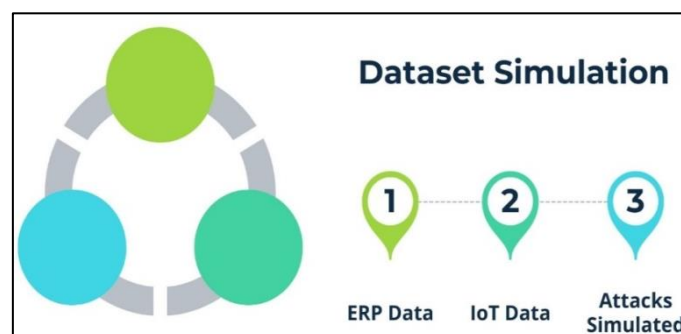 Dataset Simulation
1
2
3
ERP Data
IoT Data
Attacks
Simulated